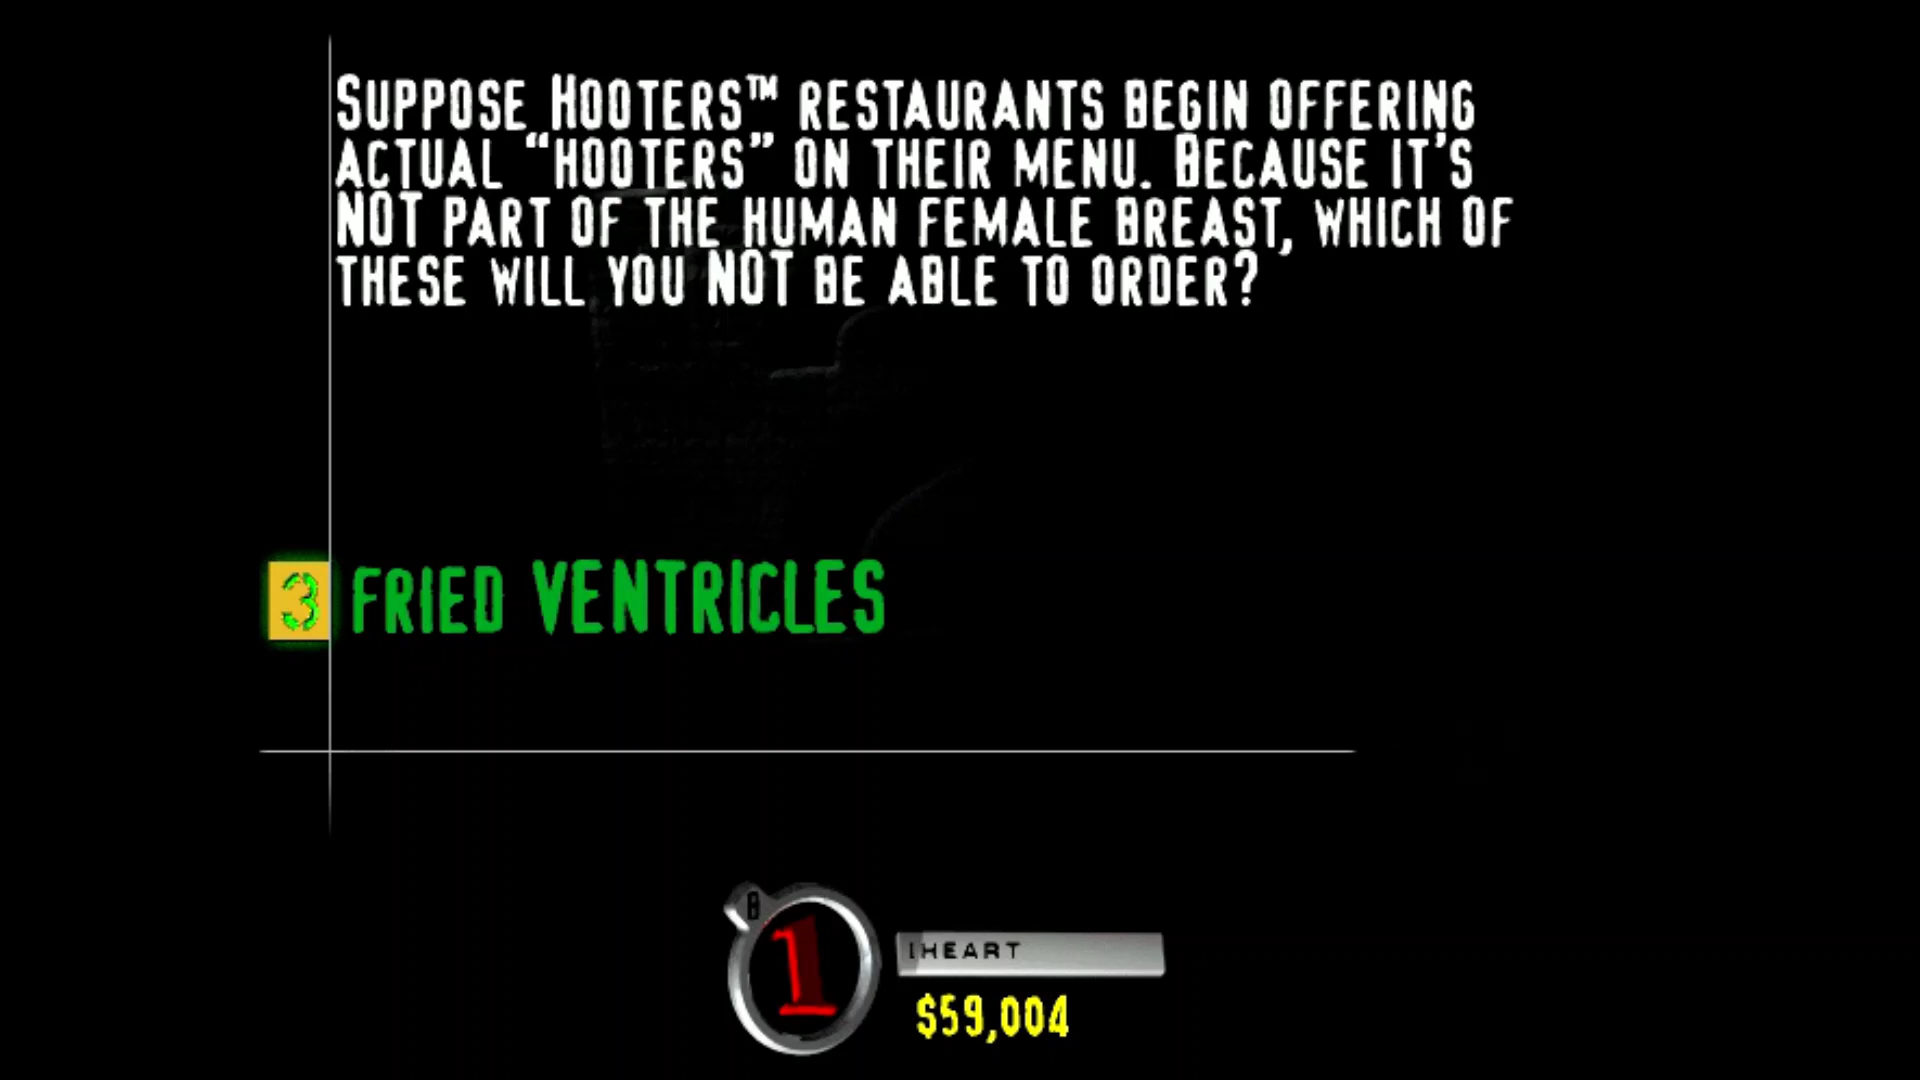 SUPPOSE HOOTERS™ RESTAURANTS BEGIN OFFERING
ACTUAL “HOOTERS” ON THEIR MENU. BECAUSE IT’S
NOT PART OF THE HUMAN FEMALE BREAST, WHICH OF
THESE WILL YOU NOT BE ABLE TO ORDER?
3 FRIED VENTRICLES
B
1
IHEART
$59,004